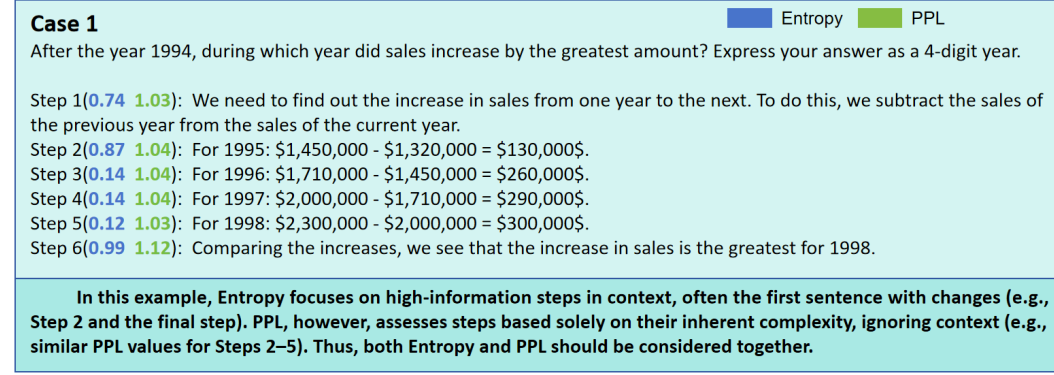 Case 1
Entropy
PPL
After the year 1994, during which year did sales increase by the greatest amount? Express your answer as a 4-digit year.
Step 1(0.74 1.03): We need to find out the increase in sales from one year to the next. To do this, we subtract the sales of
the previous year from the sales of the current year.
Step 2(0.87 1.04): For 1995: $1,450,000 - $1,320,000 = $130,000$.
Step 3(0.14 1.04): For 1996: $1,710,000 - $1,450,000 = $260,000$.
Step 4(0.14 1.04): For 1997: $2,000,000 - $1,710,000 = $290,000$.
Step 5(0.12 1.03): For 1998: $2,300,000 - $2,000,000 = $300,000$.
Step 6(0.99 1.12): Comparing the increases, we see that the increase in sales is the greatest for 1998.
In this example, Entropy focuses on high-information steps in context, often the first sentence with changes (e.g.,
Step 2 and the final step). PPL, however, assesses steps based solely on their inherent complexity, ignoring context (e.g.,
similar PPL values for Steps 2–5). Thus, both Entropy and PPL should be considered together.